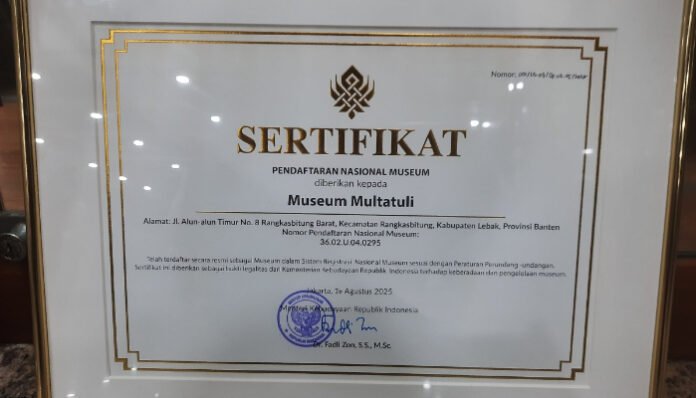 Nomor:
SERTIFIKAT
PENDAFTARAN NASIONAL MUSEUM
diberikan kepada
Museum Multatuli
Alamat: Jl. Alun-alun Timur No. 8 Rangkasbitung Barat, Kecamatan Rangkasbitung, Kabupaten Lebak, Provinsi Banten
Nomor Pendaftaran Nasional Museum:
36.02.U.04.0295
Telah terdaftar secara resmi sebagai Museum dalam Sistem Registrasi Nasional Museum sesuai dengan Peraturan Perundang-undangan.
Sertifikat ini diberikan sebagai bukti legalitas dari Kementerian Kebudayaan Republik Indonesia terhadap keberadaan dan pengelolaan museum.
Jakarta, Agustus 2025
Menteri Kebudayaan Republik Indonesia
Dr. Fadli Zon, S.S., M.Sc.